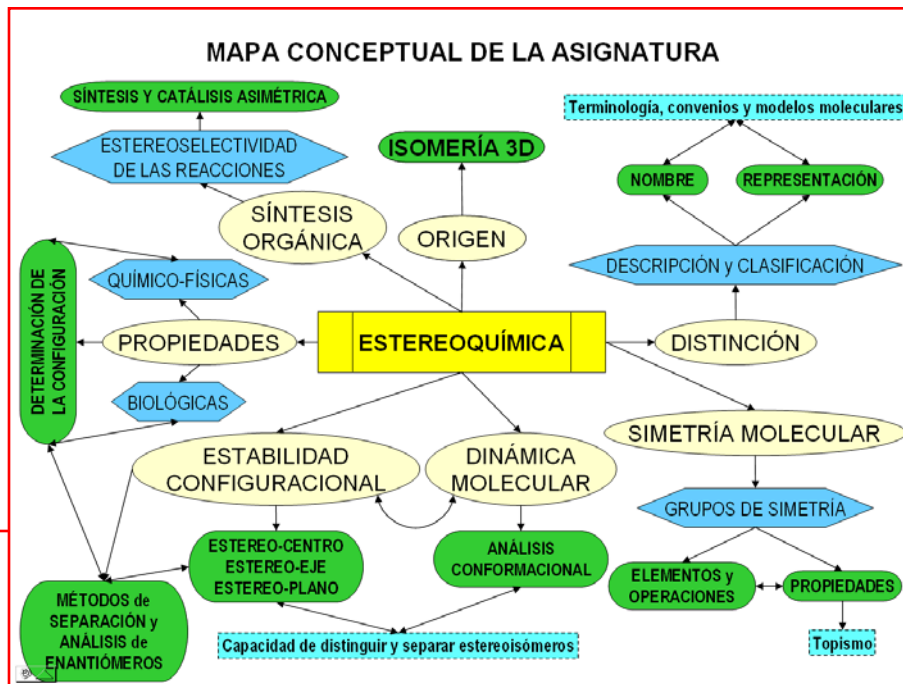 MAPA CONCEPTUAL DE LA ASIGNATURA
SÍNTESIS Y CATÁLISIS ASIMÉTRICA
Terminología, convenios y modelos moleculares
ESTEREOSELECTIVIDAD
DE LAS REACCIONES
ISOMERÍA 3D
NOMBRE
REPRESENTACIÓN
SÍNTESIS
ORGÁNICA
ORIGEN
DESCRIPCIÓN y CLASIFICACIÓN
DETERMINACIÓN DE
LA CONFIGURACIÓN
QUÍMICO-FÍSICAS
PROPIEDADES
ESTEREOQUÍMICA
DISTINCIÓN
BIOLÓGICAS
SIMETRÍA MOLECULAR
ESTABILIDAD
CONFIGURACIONAL
DINÁMICA
MOLECULAR
GRUPOS DE SIMETRÍA
ESTEREO-CENTRO
ESTEREO-EJE
ESTEREO-PLANO
ANÁLISIS
CONFORMACIONAL
ELEMENTOS y
OPERACIONES
PROPIEDADES
MÉTODOS de
SEPARACIÓN y
ANÁLISIS de
ENANTIÓMEROS
Capacidad de distinguir y separar estereoisómeros
Topismo